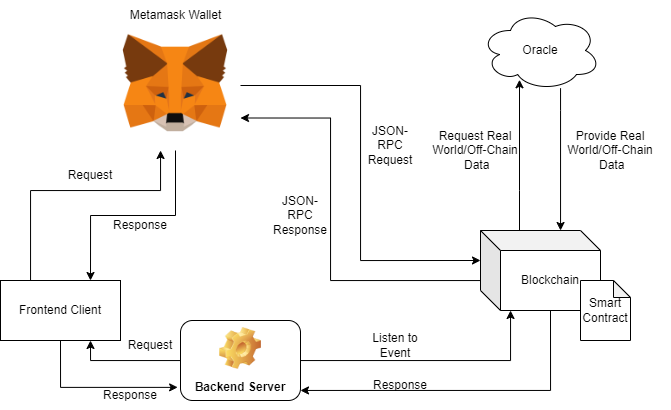 Metamask Wallet
Oracle
JSON-
RPC
Request
Request Real
World/Off-Chain
Data
Provide Real
World/Off-Chain
Data
Request
Response
JSON-
RPC
Response
Blockchain
Smart
Contract
Frontend Client
Request
Response
Backend Server
Listen to
Event
Response